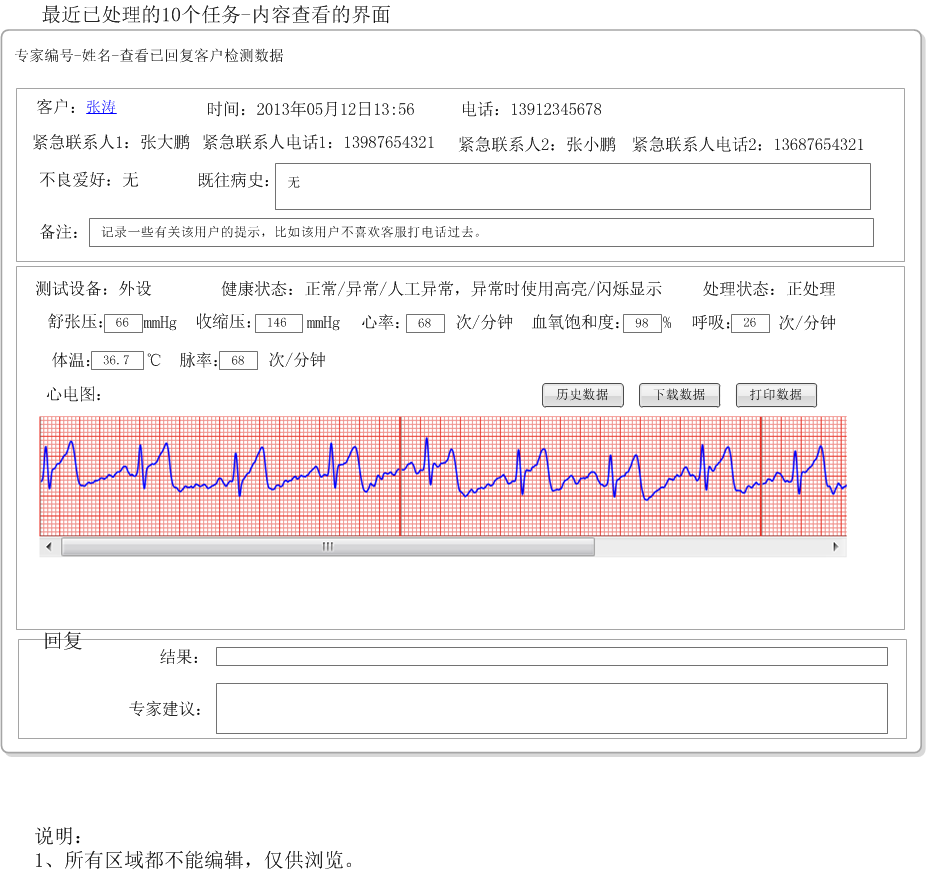 最近已处理的10个任务-内容查看的界面
专家编号-姓名-查看已回复客户检测数据
客户：张涛 时间：2013年05月12日13:56 电话：13912345678
紧急联系人1：张大鹏 紧急联系人电话1：13987654321 紧急联系人2：张小鹏 紧急联系人电话2：13687654321
不良爱好：无 既往病史：无
备注：记录一些有关该用户的提示，比如该用户不喜欢客服打电话过去。
测试设备：外设 健康状态：正常/异常/人工异常，异常时使用高亮/闪烁显示 处理状态：正处理
舒张压：66mmHg 收缩压：146mmHg 心率：68 次/分钟 血氧饱和度：98% 呼吸：26 次/分钟
体温：36.7℃ 脉率：68 次/分钟
心电图： 历史数据 下载数据 打印数据
回复
结果：
专家建议：
说明：
1、所有区域都不能编辑，仅供浏览。